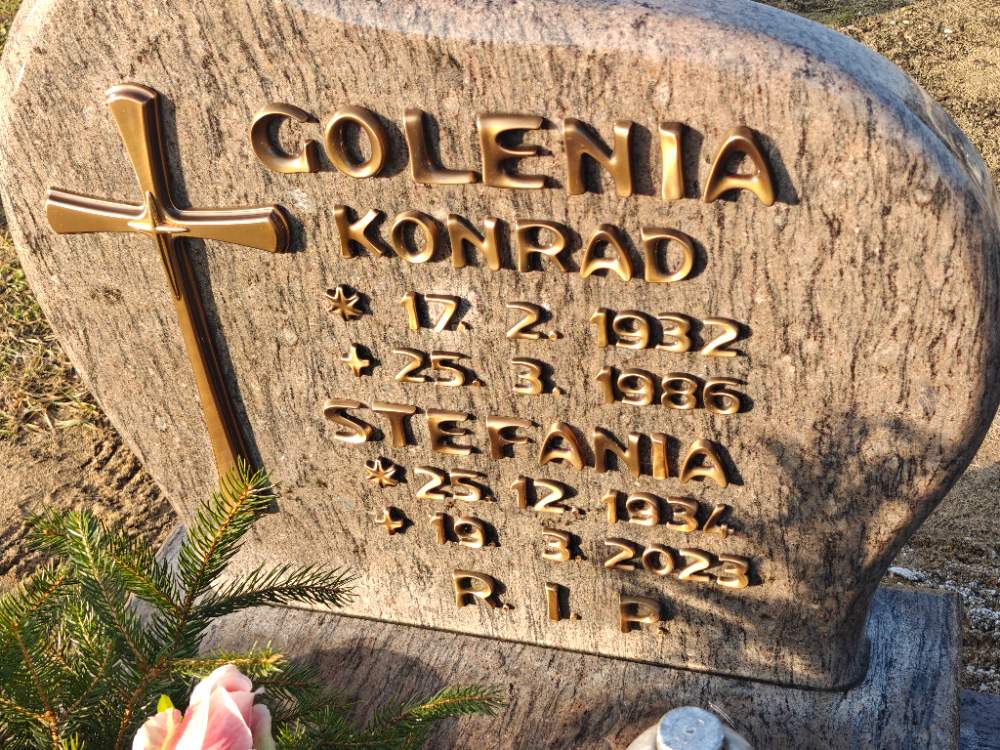 GOLENIA
KONRAD
* 17. 2. 1932
+ 25. 3. 1986
STEFANIA
* 25. 12. 1934
+ 19. 3. 2023
R. I. P.